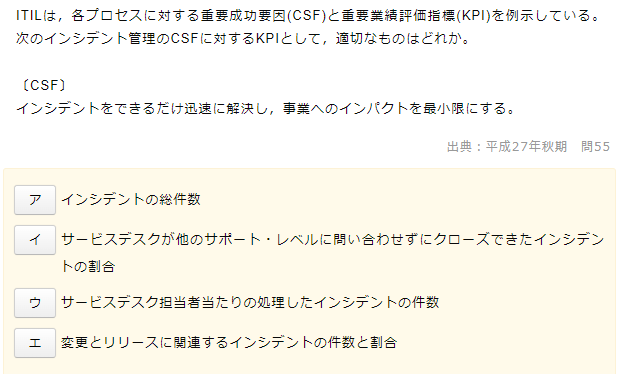 ITILは，各プロセスに対する重要成功要因(CSF)と重要業績評価指標(KPI)を例示している。
次のインシデント管理のCSFに対するKPIとして，適切なものはどれか。
〔CSF〕
インシデントをできるだけ迅速に解決し，事業へのインパクトを最小限にする。
出典：平成27年秋期　問55
ア インシデントの総件数
イ サービスデスクが他のサポート・レベルに問い合わせずにクローズできたインシデン
トの割合
ウ サービスデスク担当者当たりの処理したインシデントの件数
エ 変更とリリースに関連するインシデントの件数と割合